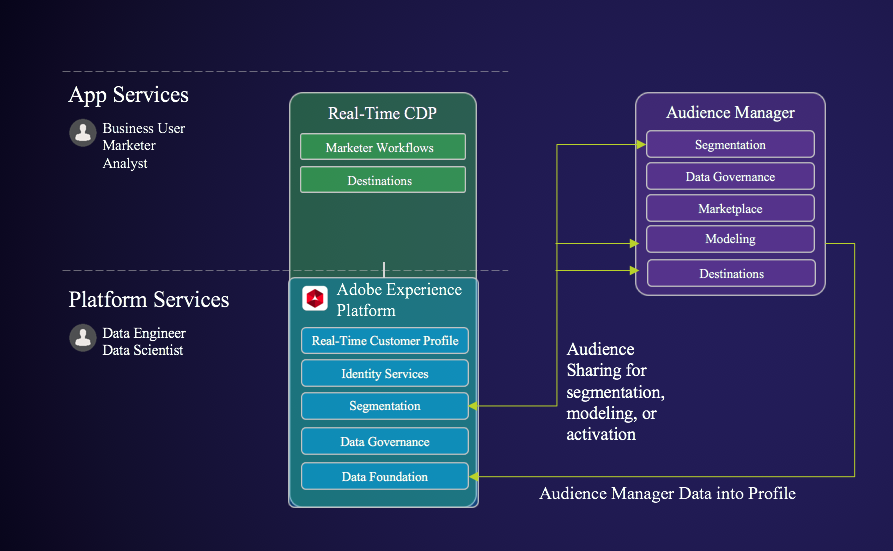 App Services
Business User
Marketer
Analyst
Real-Time CDP
Marketer Workflows
Destinations
Platform Services
Data Engineer
Data Scientist
Adobe Experience
Platform
Real-Time Customer Profile
Identity Services
Segmentation
Data Governance
Data Foundation
Audience Manager
Segmentation
Data Governance
Marketplace
Modeling
Destinations
Audience
Sharing for
segmentation,
modeling, or
activation
Audience Manager Data into Profile